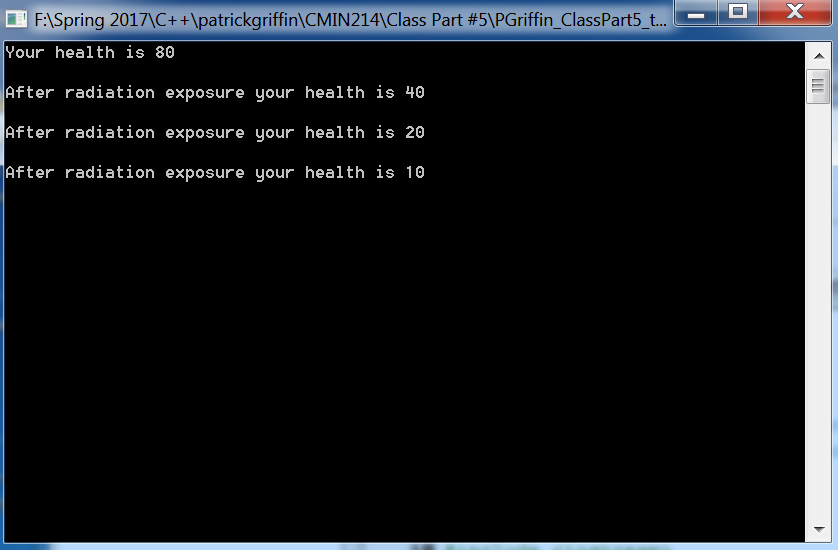 F:\Spring 2017\C++\patrickgriffin\CMIN214\Class Part #5\PGriffin_ClassPart5_t...
Your health is 80
After radiation exposure your health is 40
After radiation exposure your health is 20
After radiation exposure your health is 10